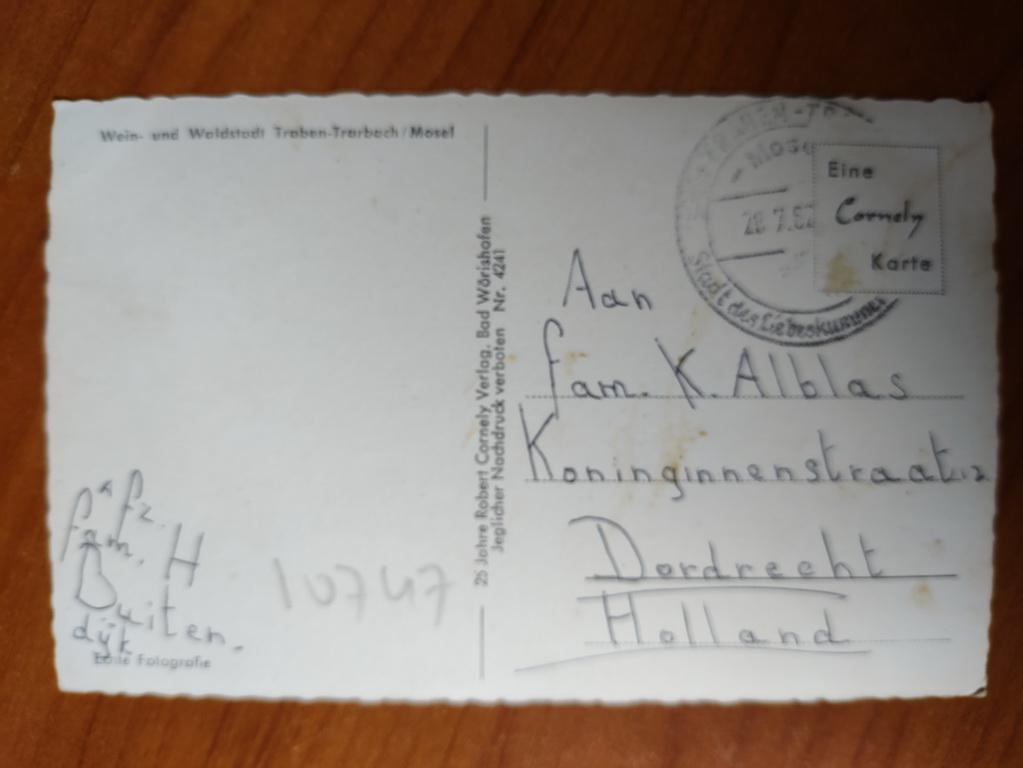 Wein- und Waldstadt Traben-Trarbach/Mosel
Eine
Cornely
Karte
- Mose
28.7.62
Stadt des Liebeskummer
25 Jahre Robert Cornely Verlag, Bad Wörishofen
Jeglicher Nachdruck verboten Nr. 4241
Aan
fam. K. Alblas
Koninginnenstraat 12
Dordrecht
Holland
fam. H
Buiten
dijk
10747
Echte Fotografie